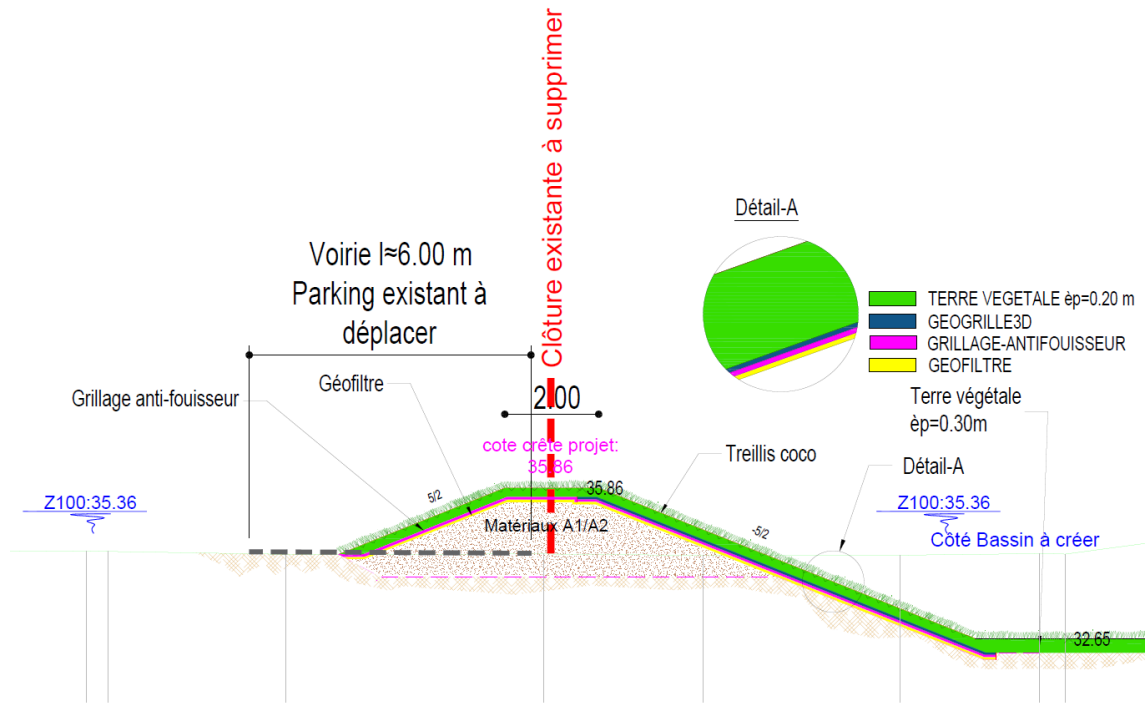 Clôture existante à supprimer
Détail-A
Voirie l≈6.00 m
Parking existant à
déplacer
TERRE VEGETALE èp=0.20 m
GEOGRILLE3D
GRILLAGE-ANTIFOUISSEUR
GEOFILTRE
Géofiltre
Grillage anti-fouisseur
2.00
Terre végétale
èp=0.30m
cote crête projet:
35.86
Treillis coco
Détail-A
35.86
5/2
Z100:35.36
Z100:35.36
Matériaux A1/A2
-5/2
Côté Bassin à créer
32.65